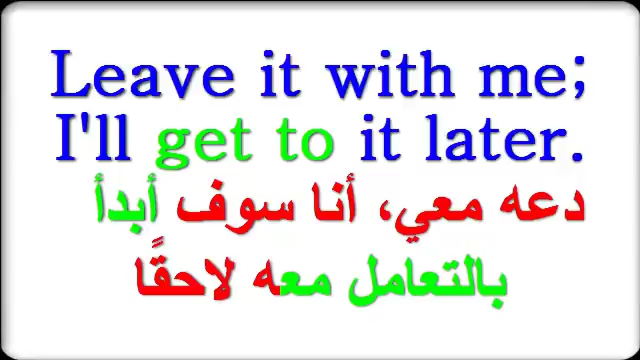 Leave it with me;
I'll get to it later.
دعه معي، أنا سوف أبدأ
بالتعامل معه لاحقًا